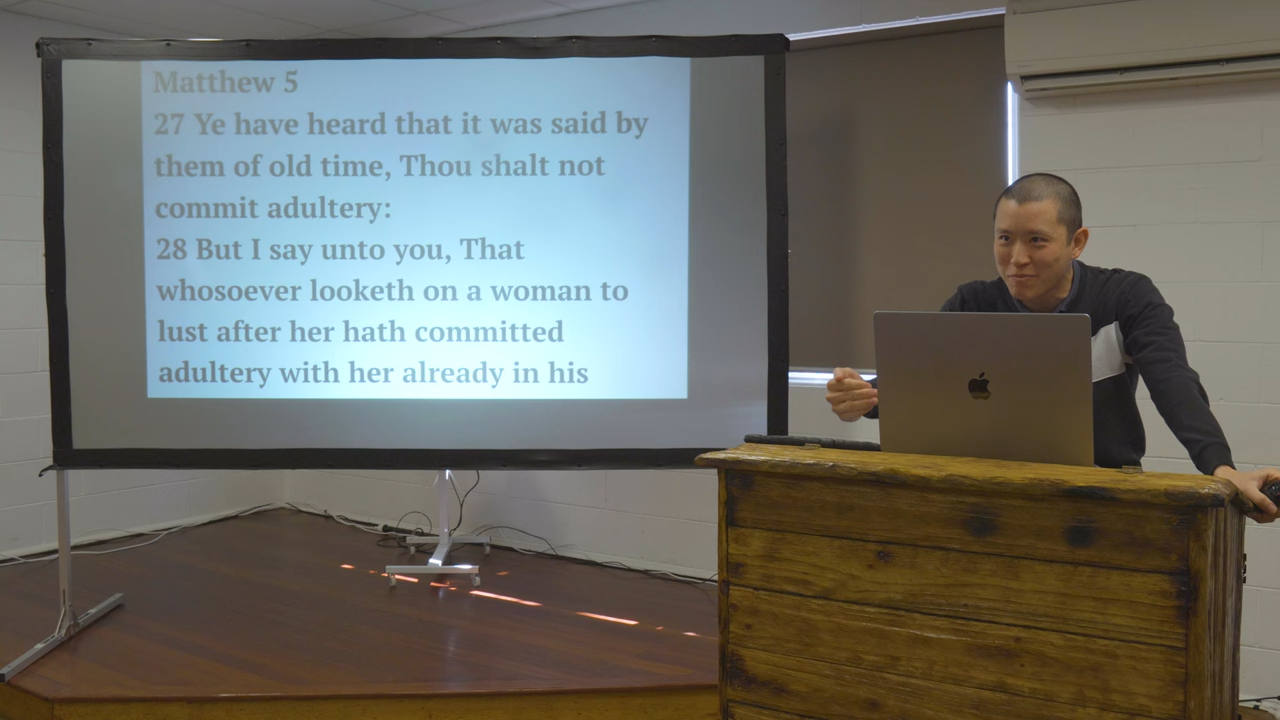 Matthew 5
27 Ye have heard that it was said by
them of old time, Thou shalt not
commit adultery:
28 But I say unto you, That
whosoever looketh on a woman to
lust after her hath committed
adultery with her already in his